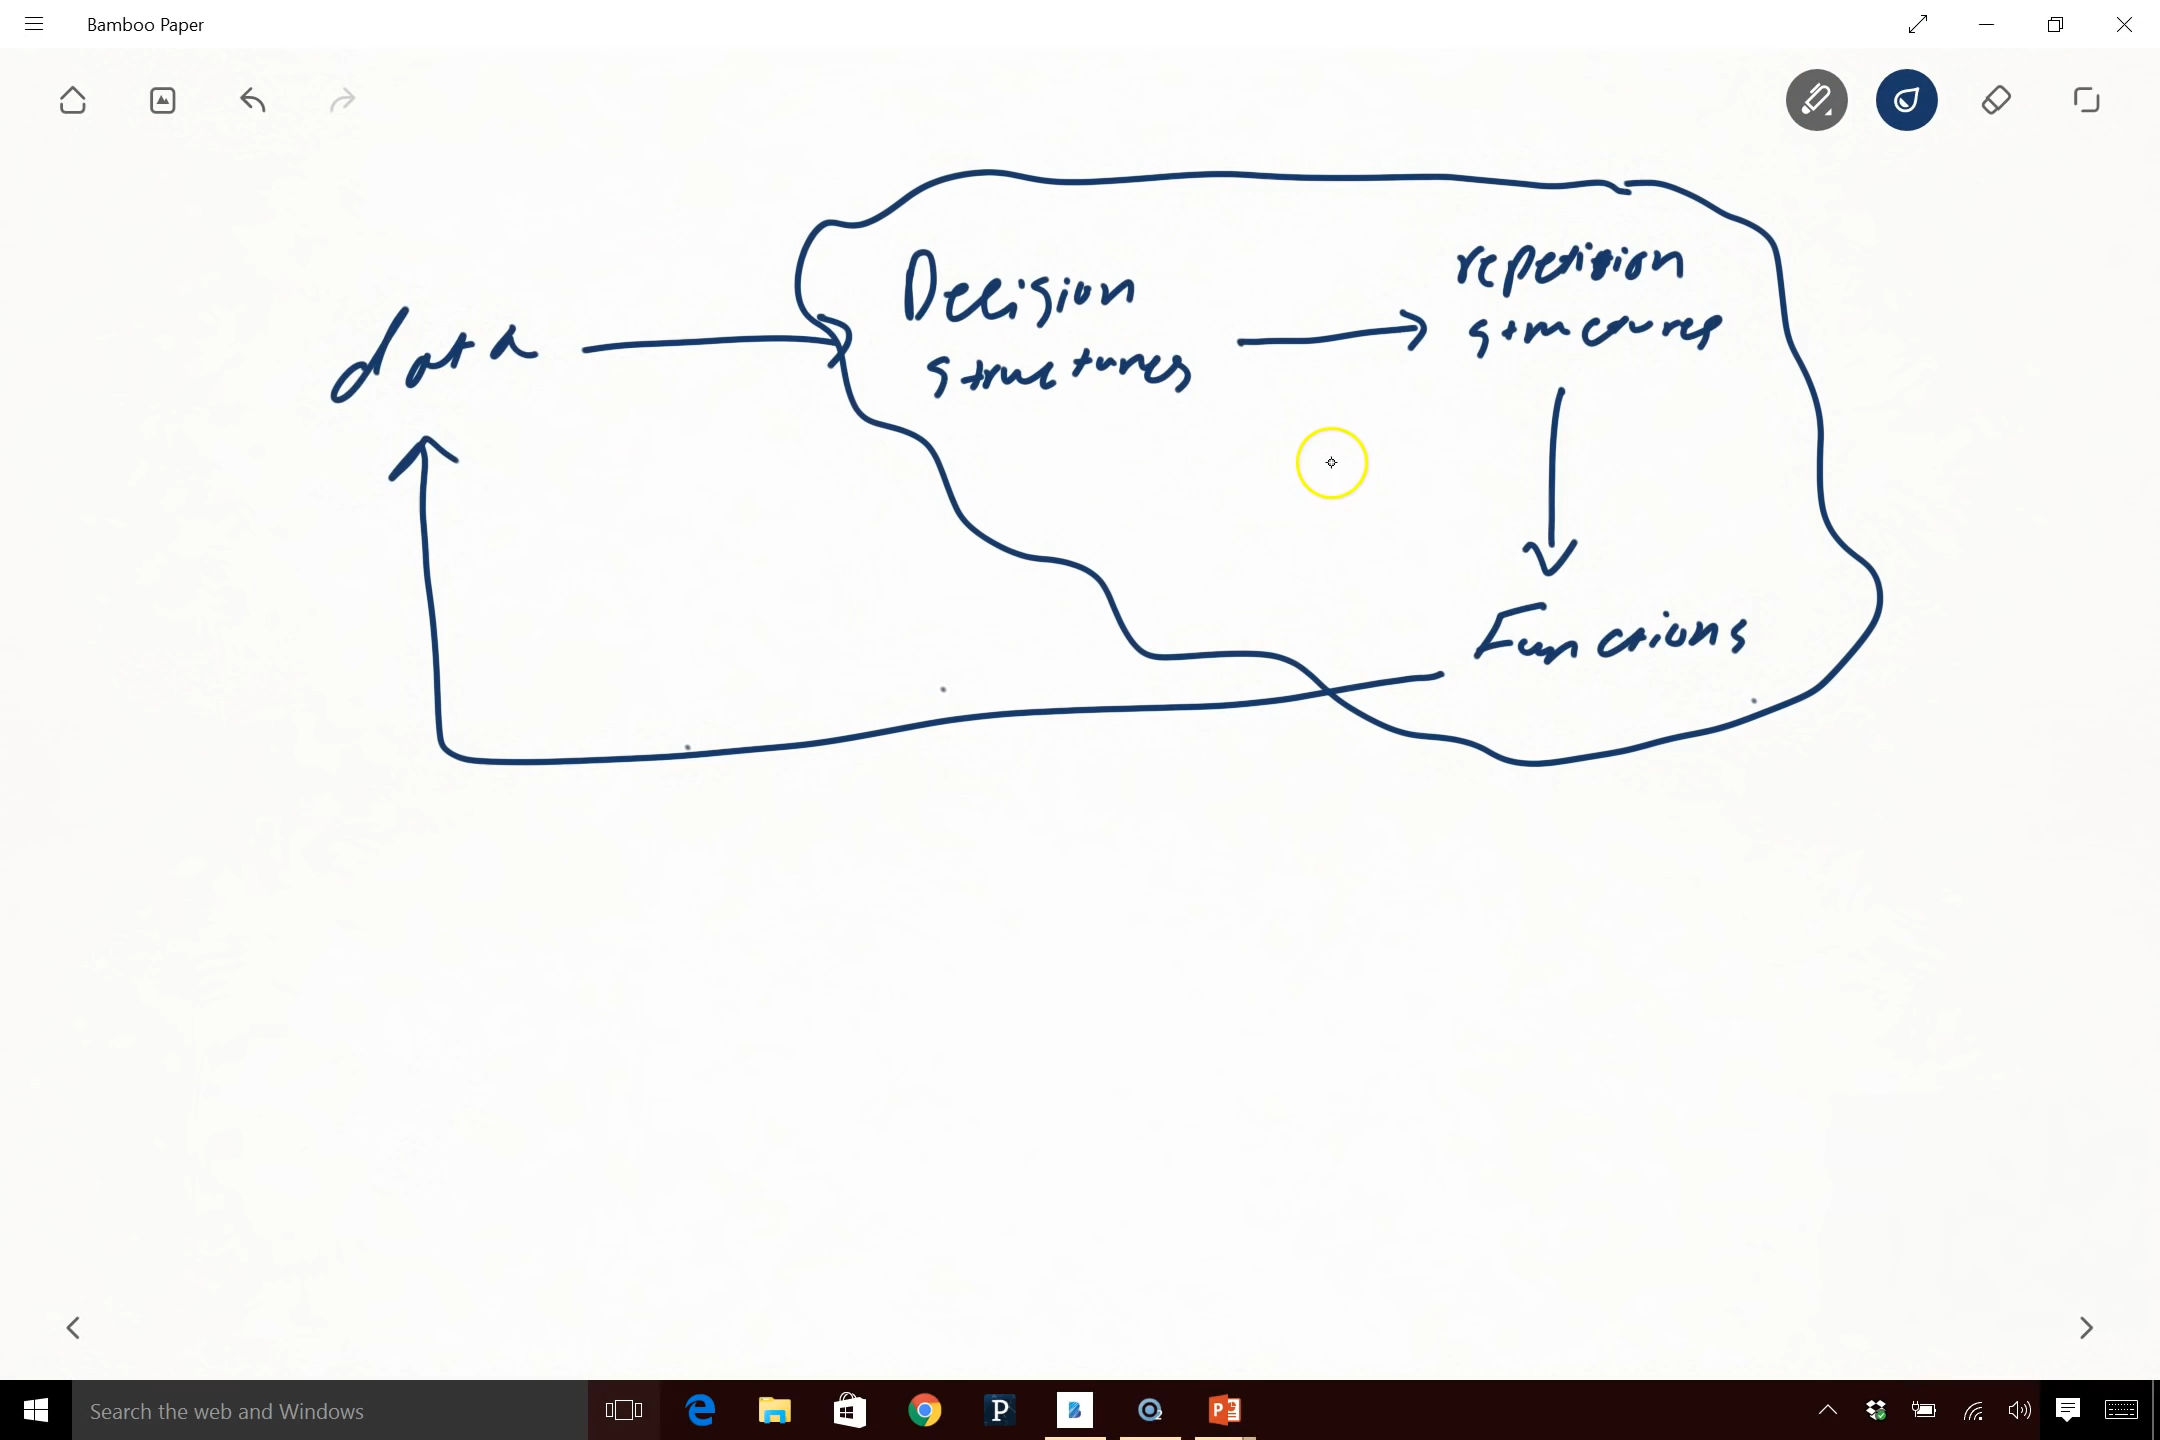 Bamboo Paper
data
Decision
structures
repetition
structures
Functions
Search the web and Windows